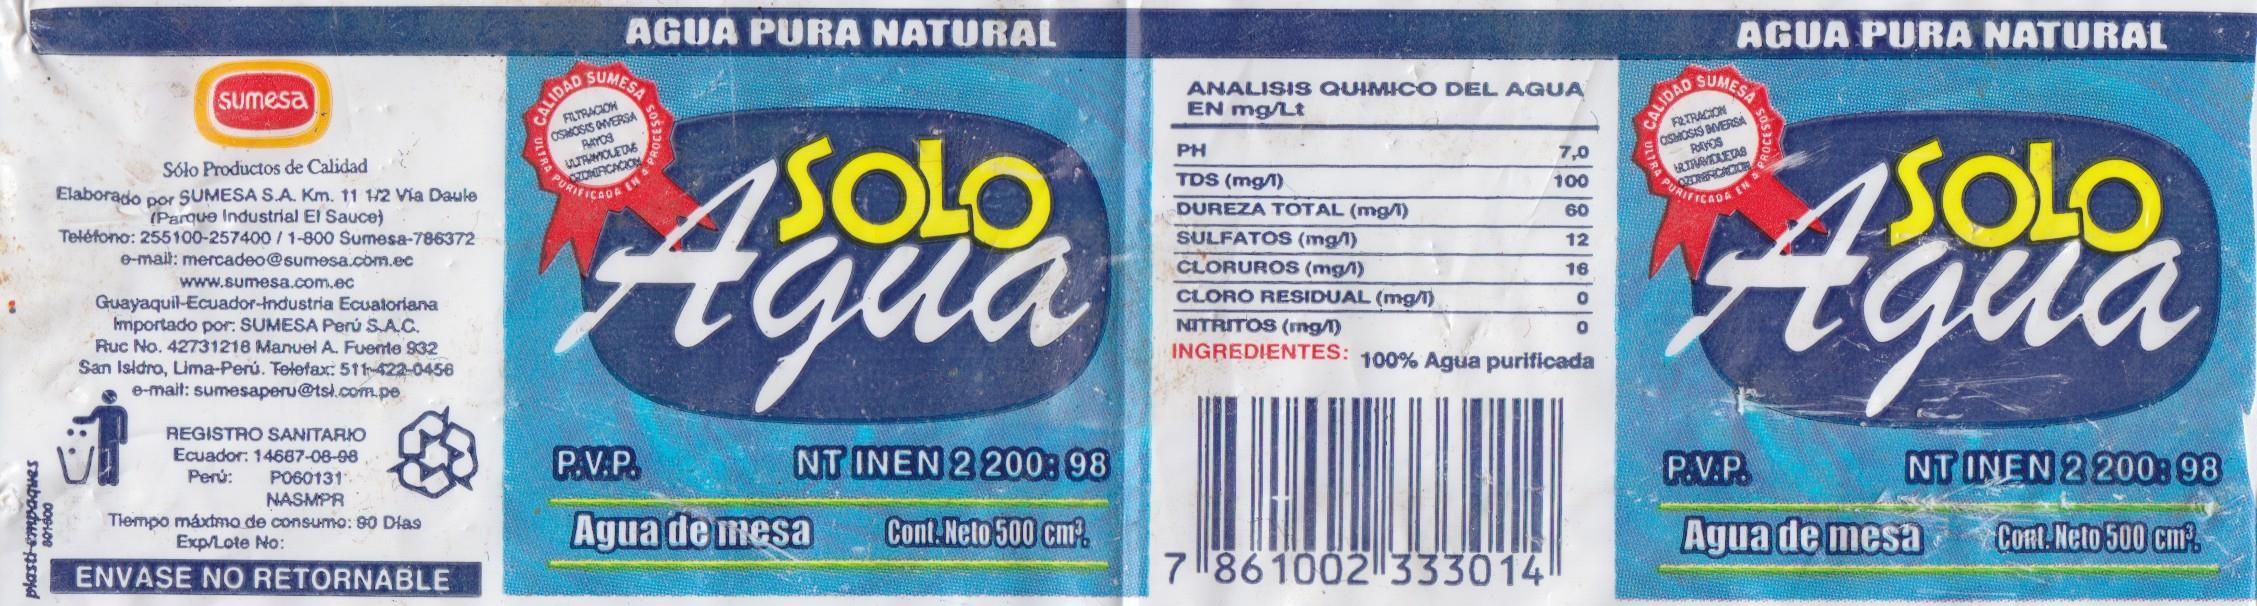 AGUA PURA NATURAL
AGUA PURA NATURAL
sumesa
Sólo Productos de Calidad
Elaborado por SUMESA S.A. Km. 11 1/2 Vía Daule
(Parque Industrial El Sauce)
Teléfono: 255100-257400 / 1-800 Sumesa-786372
e-mail: mercadeo@sumesa.com.ec
www.sumesa.com.ec
Guayaquil-Ecuador-Industria Ecuatoriana
Importado por: SUMESA Perú S.A.C.
Ruc No. 42731218 Manuel A. Fuente 932
San Isidro, Lima-Perú. Telefax: 511-422-0456
e-mail: sumesaperu@tsi.com.pe
REGISTRO SANITARIO
Ecuador: 14687-08-98
Perú: P060131
NASMPR
Tiempo máximo de consumo: 90 Días
Exp/Lote No:
ENVASE NO RETORNABLE
plasti-empaques
801-600
CALIDAD SUMESA
ULTRA PURIFICADA EN 4 PROCESOS
FILTRACION
OSMOSIS INVERSA
RAYOS
ULTRAVIOLETAS
OZONIFICACION
SOLO
Agua
P.V.P. NT INEN 2 200: 98
Agua de mesa Cont. Neto 500 cm³.
ANALISIS QUIMICO DEL AGUA
EN mg/Lt
PH 7,0
TDS (mg/l) 100
DUREZA TOTAL (mg/l) 60
SULFATOS (mg/l) 12
CLORUROS (mg/l) 16
CLORO RESIDUAL (mg/l) 0
NITRITOS (mg/l) 0
INGREDIENTES: 100% Agua purificada
7 861002 333014
CALIDAD SUMESA
ULTRA PURIFICADA EN 4 PROCESOS
FILTRACION
OSMOSIS INVERSA
RAYOS
ULTRAVIOLETAS
OZONIFICACION
SOLO
Agua
P.V.P. NT INEN 2 200: 98
Agua de mesa Cont. Neto 500 cm³.